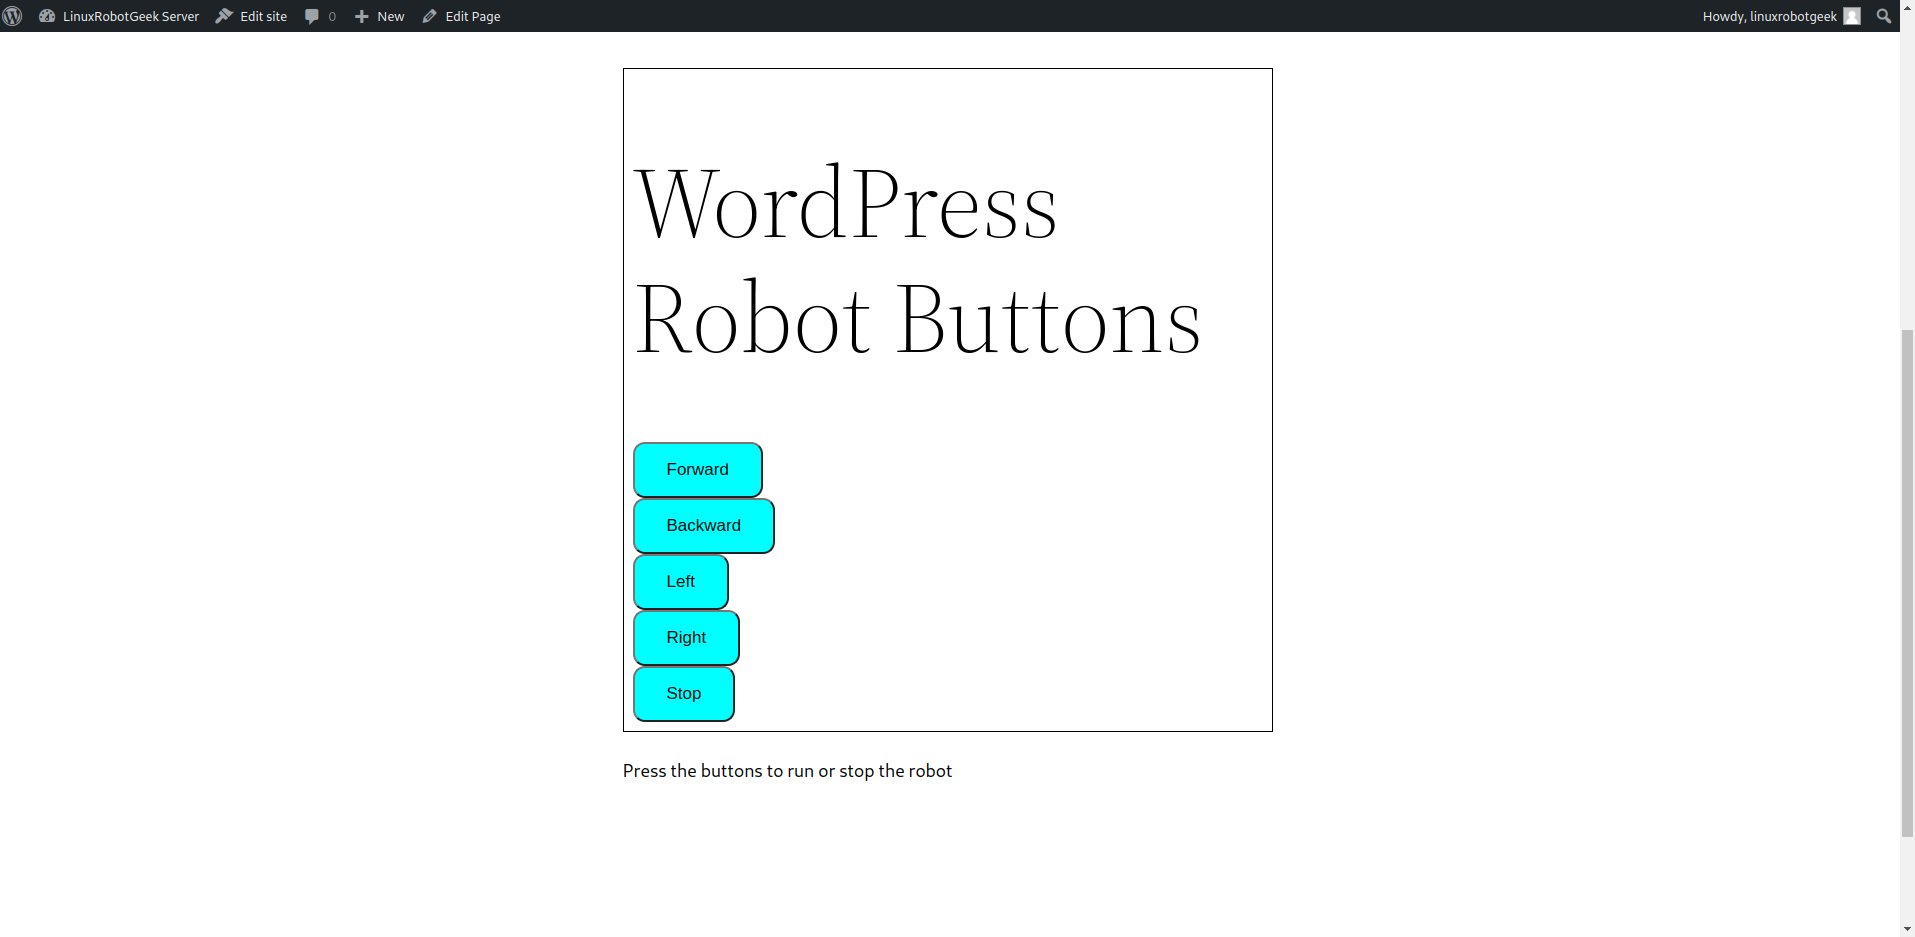 LinuxRobotGeek Server Edit site 0 New Edit Page Howdy, linuxrobotgeek
WordPress
Robot Buttons
Forward
Backward
Left
Right
Stop
Press the buttons to run or stop the robot